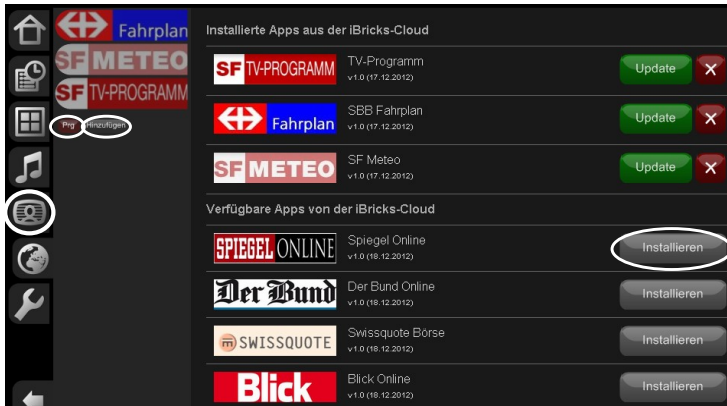 Fahrplan
SF METEO
SF TV-PROGRAMM
Prg Hinzufügen
Installierte Apps aus der iBricks-Cloud
SF TV-PROGRAMM
TV-Programm
v1.0 (17.12.2012)
Update X
Fahrplan
SBB Fahrplan
v1.0 (17.12.2012)
Update X
SF METEO
SF Meteo
v1.0 (17.12.2012)
Update X
Verfügbare Apps von der iBricks-Cloud
SPIEGEL ONLINE
Spiegel Online
v1.0 (18.12.2012)
Installieren
Der Bund
Der Bund Online
v1.0 (18.12.2012)
Installieren
SWISSQUOTE
Swissquote Börse
v1.0 (18.12.2012)
Installieren
Blick
Blick Online
v1.0 (18.12.2012)
Installieren